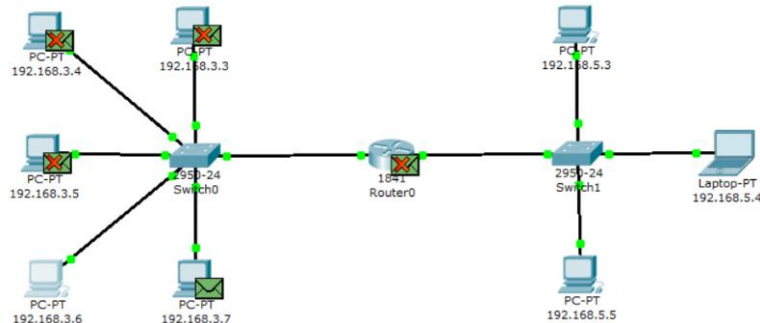 PC-PT
192.168.3.4
PC-PT
192.168.3.3
PC-PT
192.168.5.3
PC-PT
192.168.3.5
2950-24
Switch0
1841
Router0
2950-24
Switch1
Laptop-PT
192.168.5.4
PC-PT
192.168.3.6
PC-PT
192.168.3.7
PC-PT
192.168.5.5